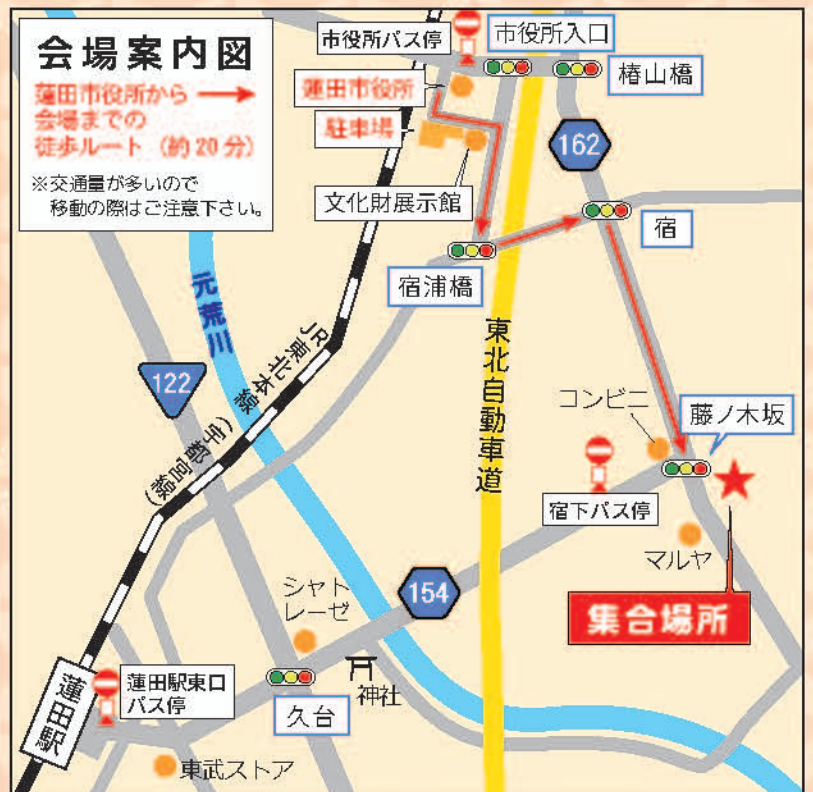 会場案内図
蓮田市役所から
会場までの
徒歩ルート（約20分）
※交通量が多いので
移動の際はご注意下さい。
市役所バス停
市役所入口
蓮田市役所
椿山橋
駐車場
162
文化財展示館
宿
宿浦橋
元荒川
JR東北本線
（宇都宮線）
東北自動車道
122
コンビニ
藤ノ木坂
宿下バス停
マルヤ
シャト
レーゼ
154
集合場所
蓮田駅
蓮田駅東口
バス停
久台
神社
東武ストア